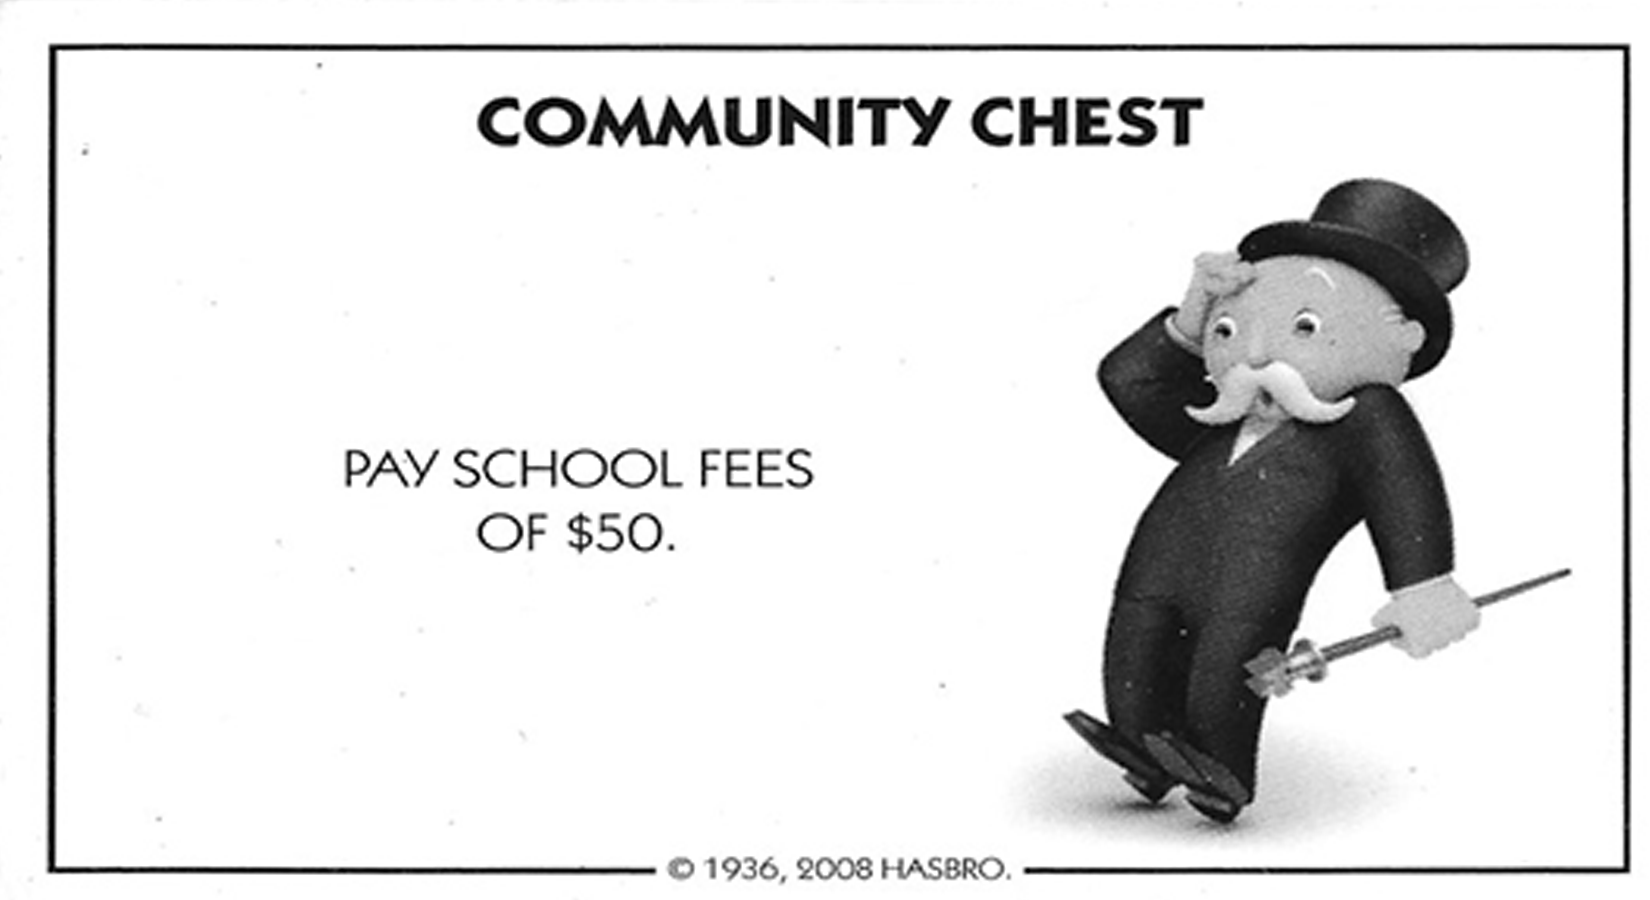 COMMUNITY CHEST
PAY SCHOOL FEES
OF $50.
© 1936, 2008 HASBRO.